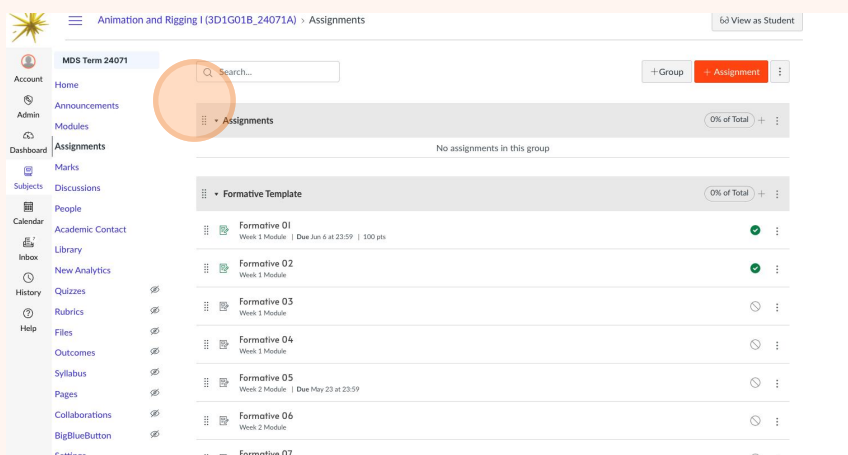 Animation and Rigging I (3D1G01B_24071A) > Assignments
View as Student
MDS Term 24071
Account
Admin
Dashboard
Subjects
Calendar
7
Inbox
History
Help
Home
Announcements
Modules
Assignments
Marks
Discussions
People
Academic Contact
Library
New Analytics
Quizzes
Rubrics
Files
Outcomes
Syllabus
Pages
Collaborations
BigBlueButton
Settings
Search...
+Group
+ Assignment
Assignments
0% of Total +
No assignments in this group
Formative Template
0% of Total +
Formative 01
Week 1 Module | Due Jun 6 at 23:59 | 100 pts
Formative 02
Week 1 Module
Formative 03
Week 1 Module
Formative 04
Week 1 Module
Formative 05
Week 2 Module | Due May 23 at 23:59
Formative 06
Week 2 Module
Formative 07